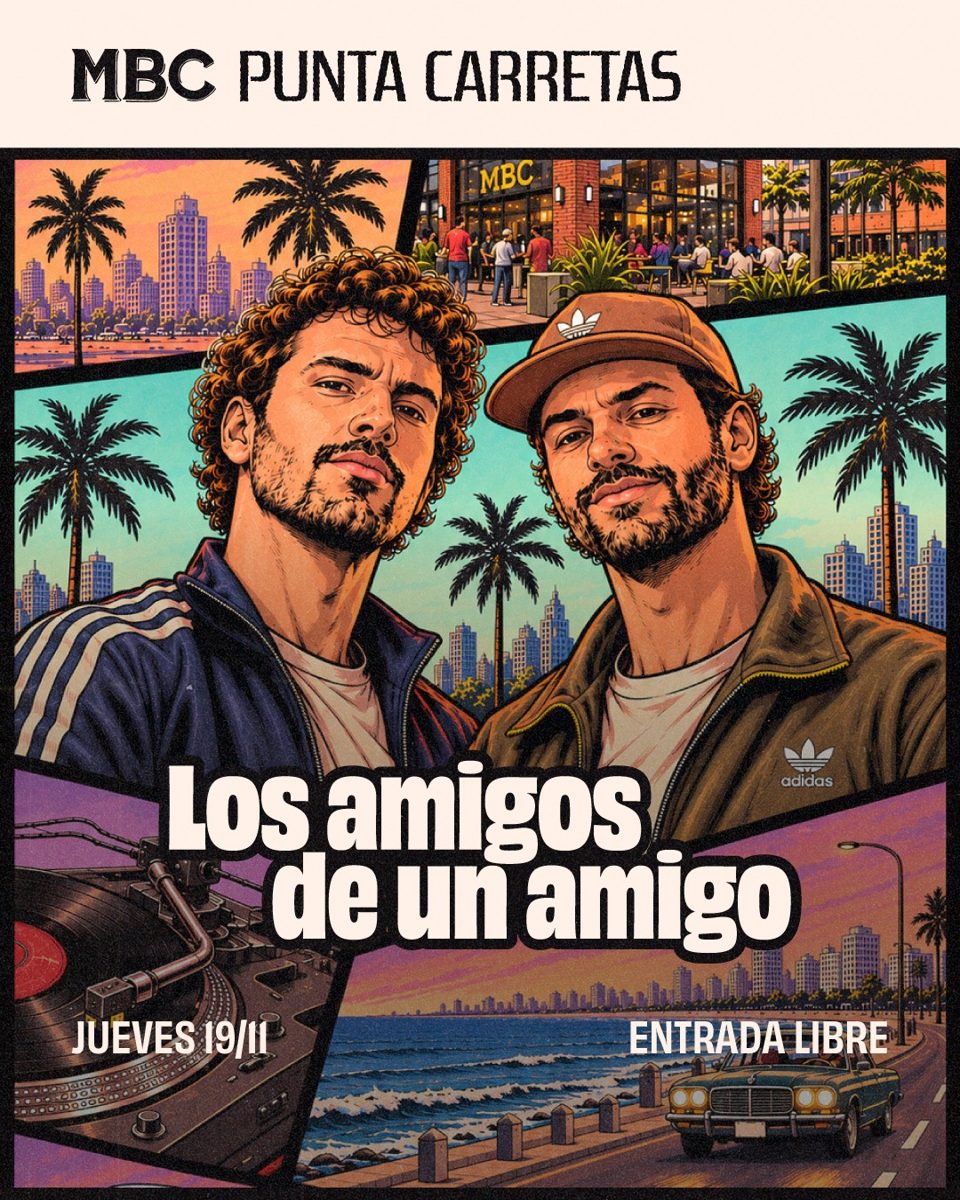 MBC PUNTA CARRETAS
MBC
adidas
Los amigos
de un amigo
JUEVES 19/11
ENTRADA LIBRE